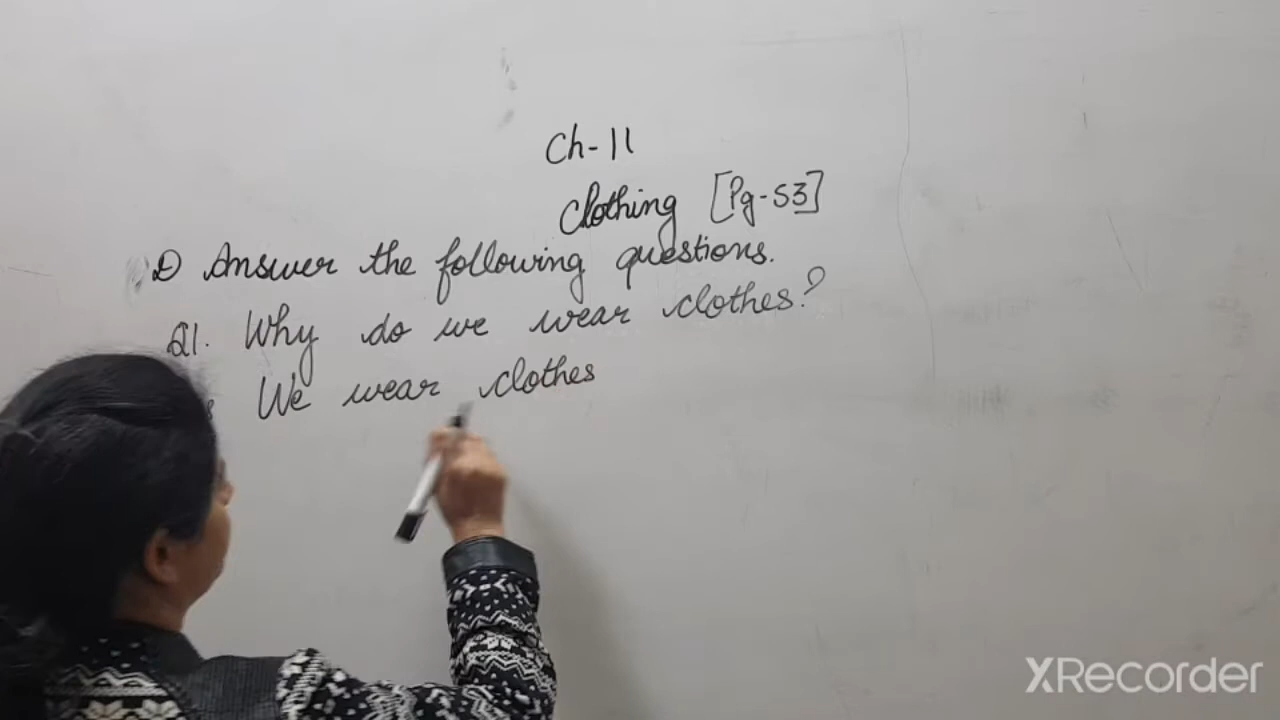 Ch-11
Clothing [Pg-53]
D Answer the following questions.
Q1. Why do we wear clothes?
We wear clothes
XRecorder